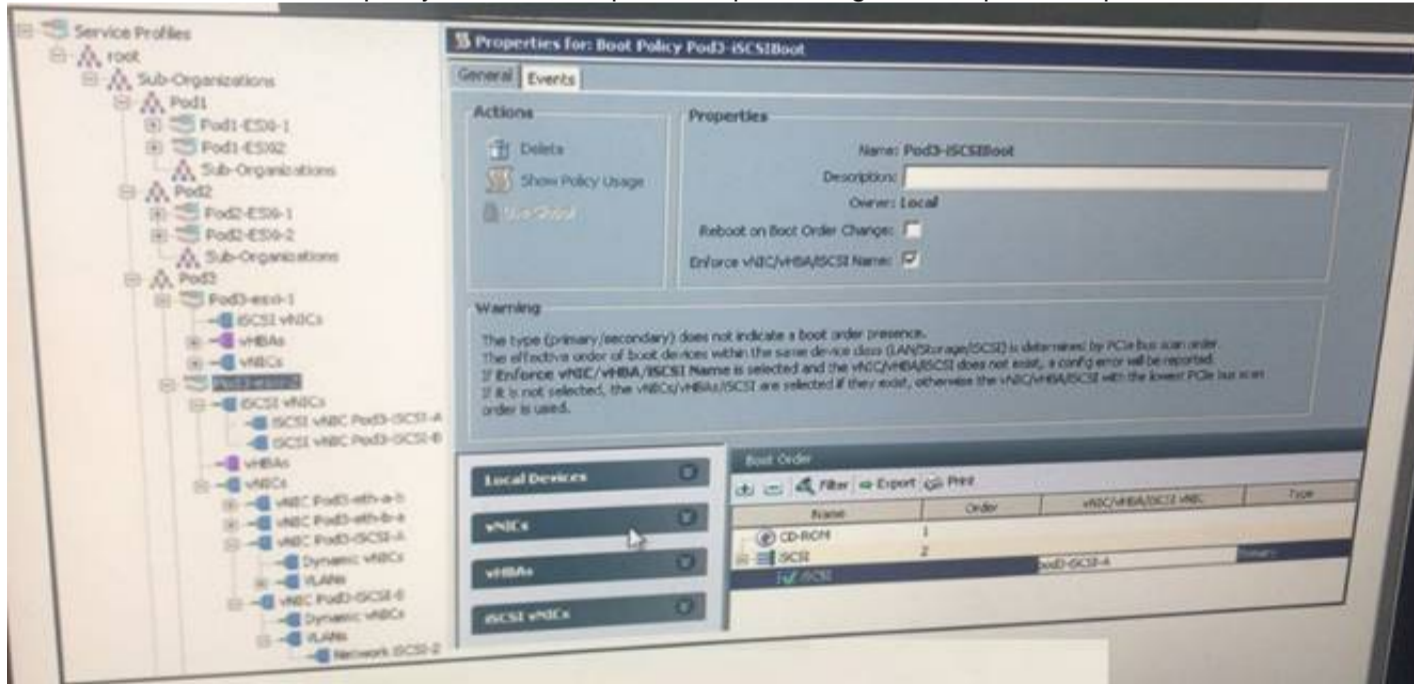 Service Profiles
root
Sub-Organizations
Pod1
Pod1-ESXi-1
Pod1-ESXi2
Sub-Organizations
Pod2
Pod2-ESXi-1
Pod2-ESXi-2
Sub-Organizations
Pod3
Pod3-esxi-1
iSCSI vNICs
vHBAs
vNICs
Pod3-esxi-2
iSCSI vNICs
iSCSI vNIC Pod3-iSCSI-A
iSCSI vNIC Pod3-iSCSI-B
vHBAs
vNICs
vNIC Pod3-eth-a-b
vNIC Pod3-eth-b-a
vNIC Pod3-iSCSI-A
Dynamic vNICs
VLANs
vNIC Pod3-iSCSI-B
Dynamic vNICs
VLANs
Network iSCSI-2
Properties for: Boot Policy Pod3-iSCSIBoot
General Events
Actions
Delete
Show Policy Usage
Use Global
Properties
Name: Pod3-iSCSIBoot
Description:
Owner: Local
Reboot on Boot Order Change:
Enforce vNIC/vHBA/iSCSI Name:
Warning
The type (primary/secondary) does not indicate a boot order presence.
The effective order of boot devices within the same device class (LAN/Storage/iSCSI) is determined by PCIe bus scan order.
If Enforce vNIC/vHBA/iSCSI Name is selected and the vNIC/vHBA/iSCSI does not exist, a config error will be reported.
If it is not selected, the vNICs/vHBAs/iSCSI are selected if they exist, otherwise the vNIC/vHBA/iSCSI with the lowest PCIe bus scan
order is used.
Local Devices
vNICs
vHBAs
iSCSI vNICs
Boot Order
Filter Export Print
Name Order vNIC/vHBA/iSCSI vNIC Type
CD-ROM 1
iSCSI 2
iSCSI pod3-iSCSI-A Primary